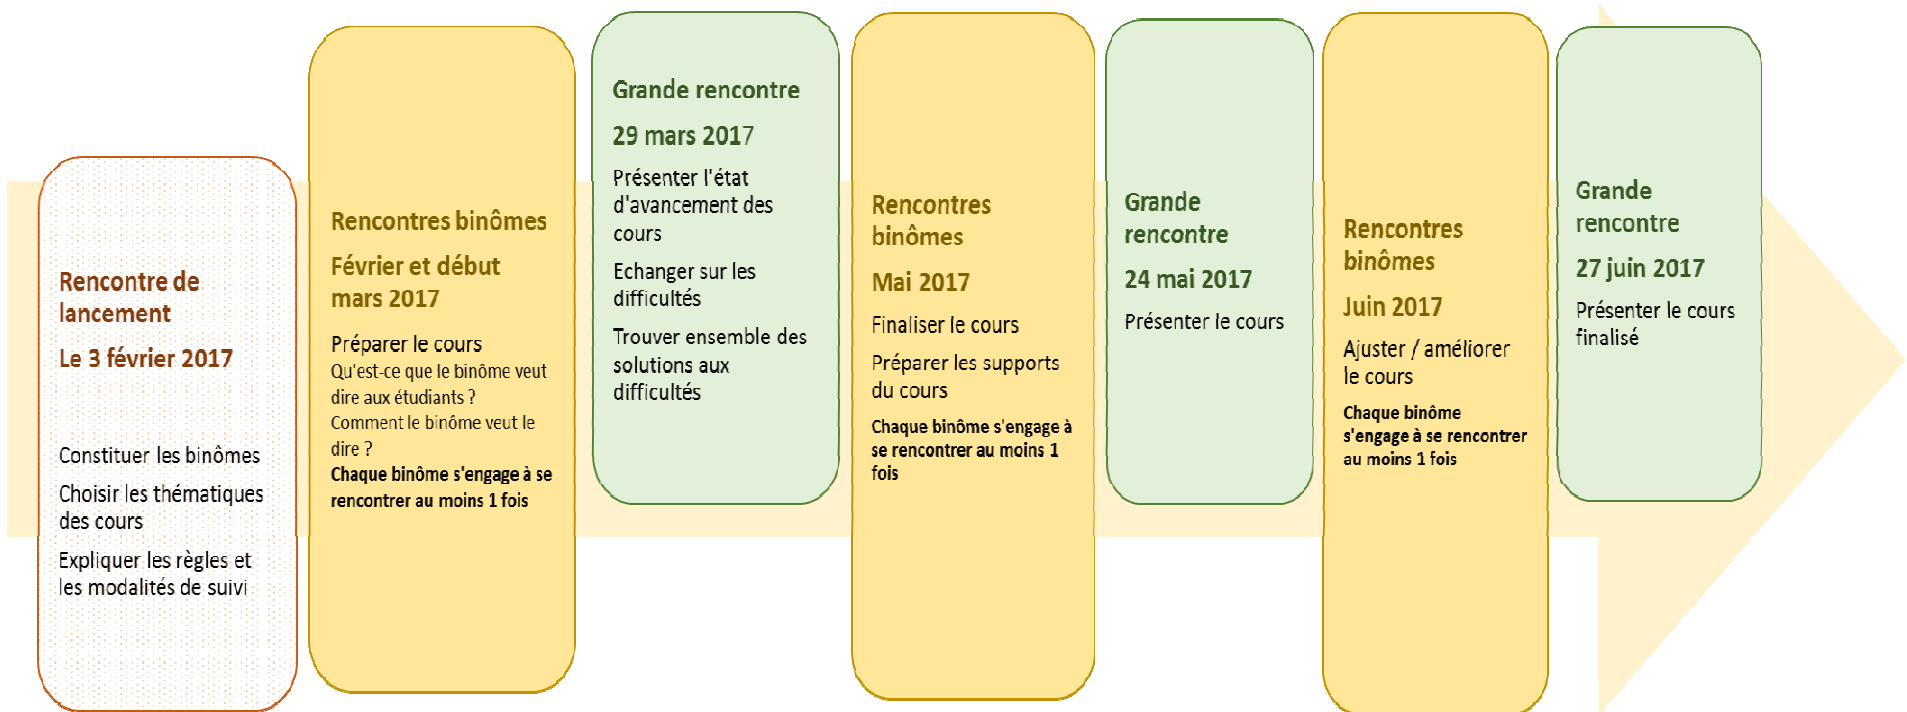 Rencontre de
lancement
Le 3 février 2017
Constituer les binômes
Choisir les thématiques
des cours
Expliquer les règles et
les modalités de suivi
Rencontres binômes
Février et début
mars 2017
Préparer le cours
Qu'est-ce que le binôme veut
dire aux étudiants ?
Comment le binôme veut le
dire ?
Chaque binôme s'engage à se
rencontrer au moins 1 fois
Grande rencontre
29 mars 2017
Présenter l'état
d'avancement des
cours
Echanger sur les
difficultés
Trouver ensemble des
solutions aux
difficultés
Rencontres
binômes
Mai 2017
Finaliser le cours
Préparer les supports
du cours
Chaque binôme s'engage à
se rencontrer au moins 1
fois
Grande
rencontre
24 mai 2017
Présenter le cours
Rencontres
binômes
Juin 2017
Ajuster / améliorer
le cours
Chaque binôme
s'engage à se rencontrer
au moins 1 fois
Grande
rencontre
27 juin 2017
Présenter le cours
finalisé